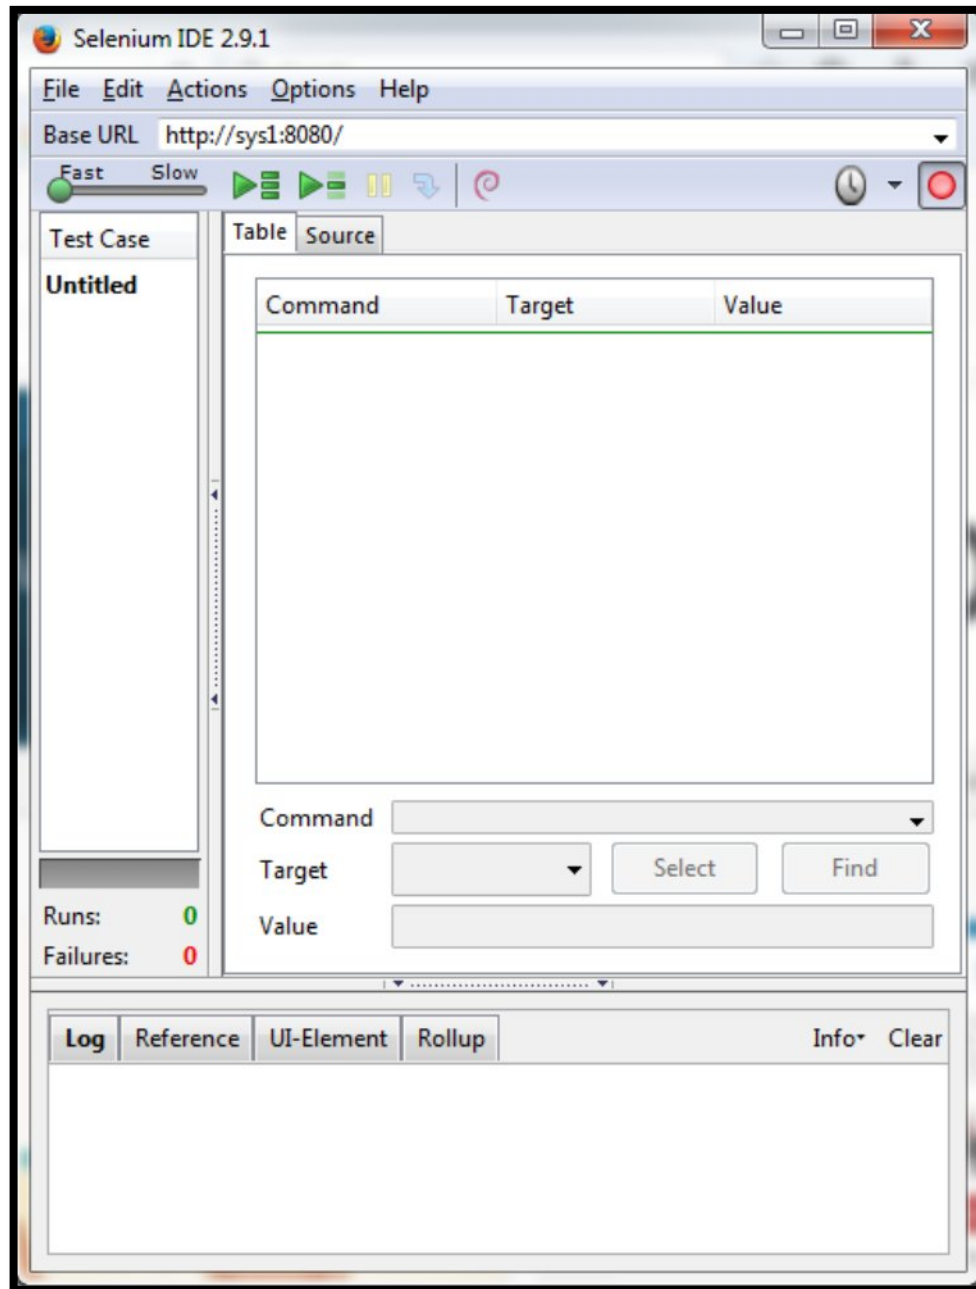 Selenium IDE 2.9.1
File Edit Actions Options Help
Base URL http://sys1:8080/
Fast Slow
Test Case
Untitled
Runs: 0
Failures: 0
Table Source
Command Target Value
Command
Target Select Find
Value
Log Reference UI-Element Rollup Info Clear